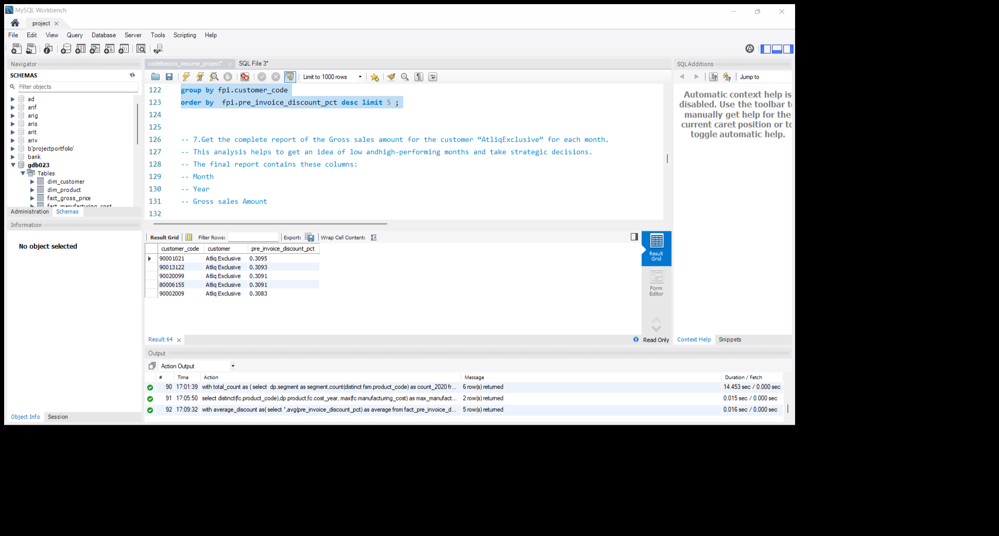 MySQL Workbench
project
File Edit View Query Database Server Tools Scripting Help
Navigator
SCHEMAS
Filter objects
ad
arif
arig
aris
arit
ariv
b'projectportfolio'
bank
gdb023
Tables
dim_customer
dim_product
fact_gross_price
fact_manufacturing_cost
Administration Schemas
Information
No object selected
Object Info Session
codebasics_resume_project* SQL File 3*
Limit to 1000 rows
122 group by fpi.customer_code
123 order by fpi.pre_invoice_discount_pct desc limit 5 ;
124
125
126 -- 7.Get the complete report of the Gross sales amount for the customer “AtliqExclusive” for each month.
127 -- This analysis helps to get an idea of low andhigh-performing months and take strategic decisions.
128 -- The final report contains these columns:
129 -- Month
130 -- Year
131 -- Gross sales Amount
132
Result Grid Filter Rows: Export: Wrap Cell Content:
customer_code customer pre_invoice_discount_pct
90001021 Atliq Exclusive 0.3095
90013122 Atliq Exclusive 0.3093
90020099 Atliq Exclusive 0.3091
80006155 Atliq Exclusive 0.3091
90002009 Atliq Exclusive 0.3083
Result
Grid
Form
Editor
Result 64 Read Only
SQLAdditions
Jump to
Automatic context help is
disabled. Use the toolbar to
manually get help for the
current caret position or to
toggle automatic help.
Context Help Snippets
Output
Action Output
# Time Action Message Duration / Fetch
90 17:01:39 with total_count as ( select dp.segment as segment,count(distinct fsm.product_code) as count_2020 fr... 6 row(s) returned 14.453 sec / 0.000 sec
91 17:05:50 select distinct(fc.product_code),dp.product,fc.cost_year, max(fc.manufacturing_cost) as max_manufact... 2 row(s) returned 0.015 sec / 0.000 sec
92 17:09:32 with average_discount as( select *,avg(pre_invoice_discount_pct) as average from fact_pre_invoice_d... 5 row(s) returned 0.016 sec / 0.000 sec